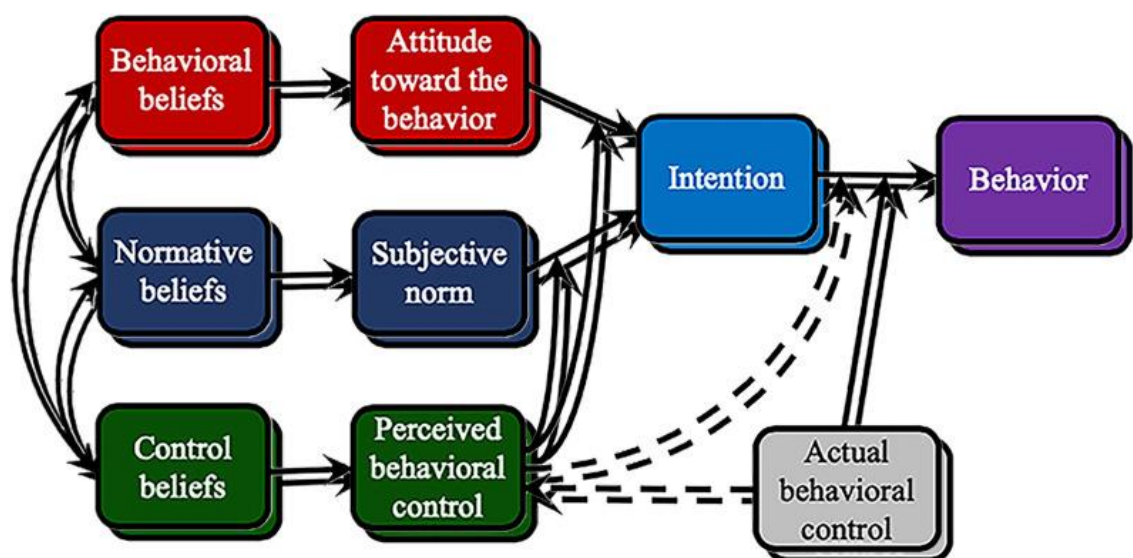 Behavioral
beliefs
Attitude
toward the
behavior
Intention
Behavior
Normative
beliefs
Subjective
norm
Control
beliefs
Perceived
behavioral
control
Actual
behavioral
control